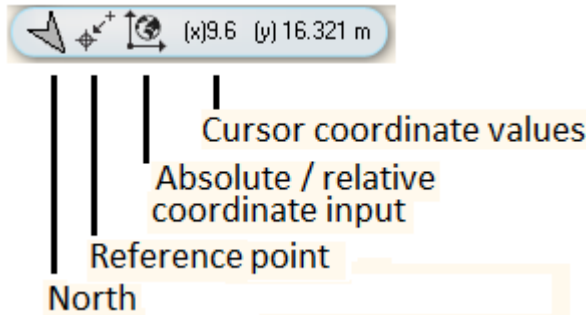 (x)9.6 (y) 16.321 m
Cursor coordinate values
Absolute / relative
coordinate input
Reference point
North